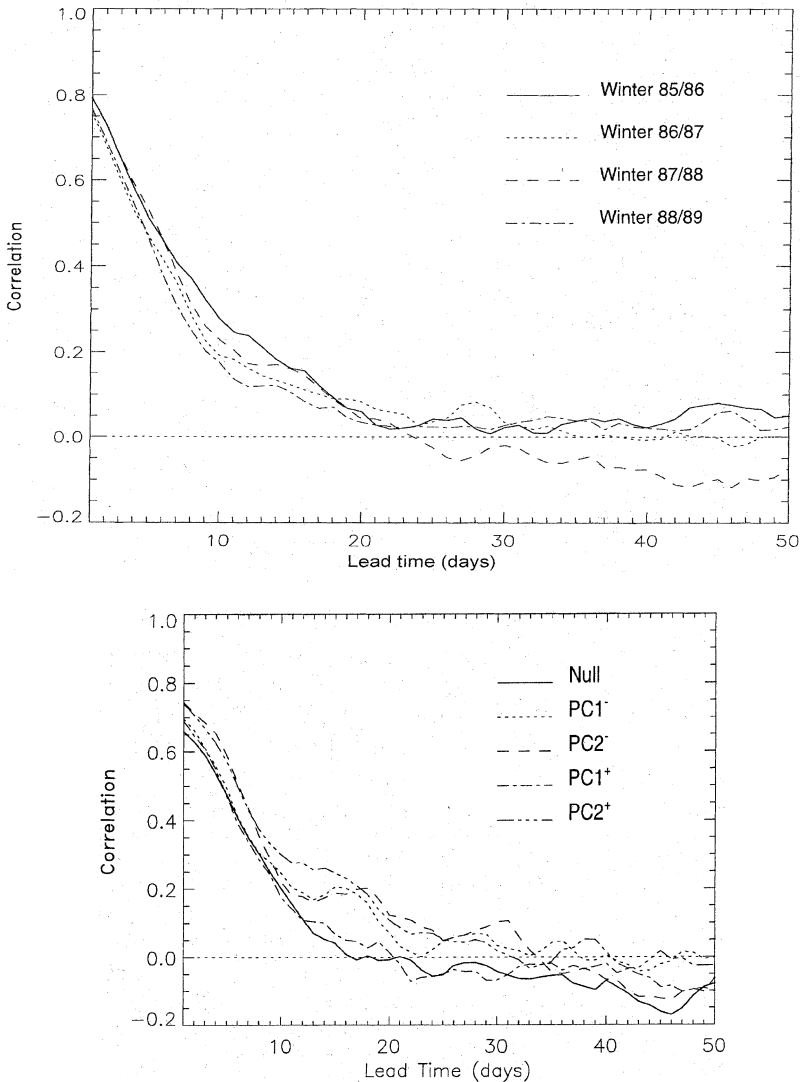 1.0
0.8
0.6
0.4
0.2
0.0
−0.2
Correlation
Winter 85/86
Winter 86/87
Winter 87/88
Winter 88/89
10
20
30
40
50
Lead time (days)
1.0
0.8
0.6
0.4
0.2
0.0
−0.2
Correlation
Null
PC1⁻
PC2⁻
PC1⁺
PC2⁺
10
20
30
40
50
Lead Time (days)